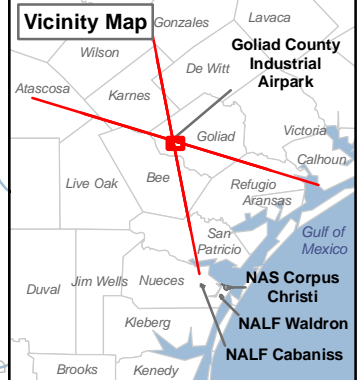 Vicinity Map
Gonzales
Lavaca
Wilson
Goliad County
Industrial
Airpark
De Witt
Atascosa
Karnes
Goliad
Victoria
Calhoun
Live Oak
Bee
Refugio
Aransas
San
Patricio
Gulf of
Mexico
Duval
Jim Wells
Nueces
NAS Corpus
Christi
NALF Waldron
Kleberg
NALF Cabaniss
Brooks
Kenedy